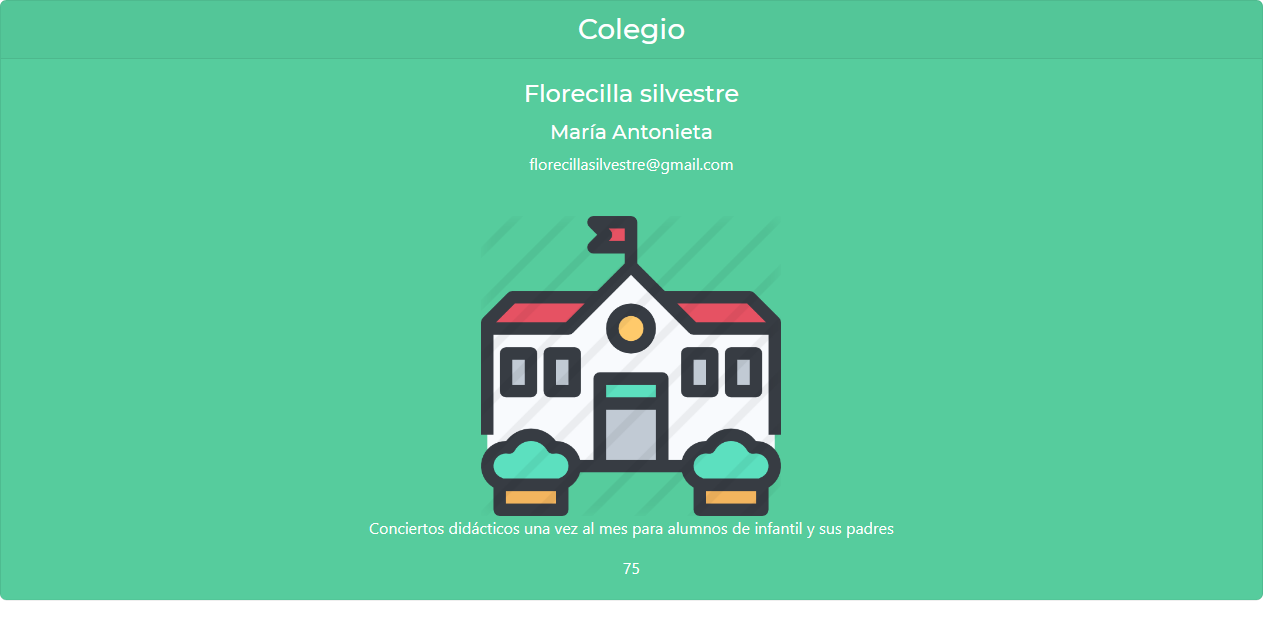 Colegio
Florecilla silvestre
María Antonieta
florecillasilvestre@gmail.com
Conciertos didácticos una vez al mes para alumnos de infantil y sus padres
75